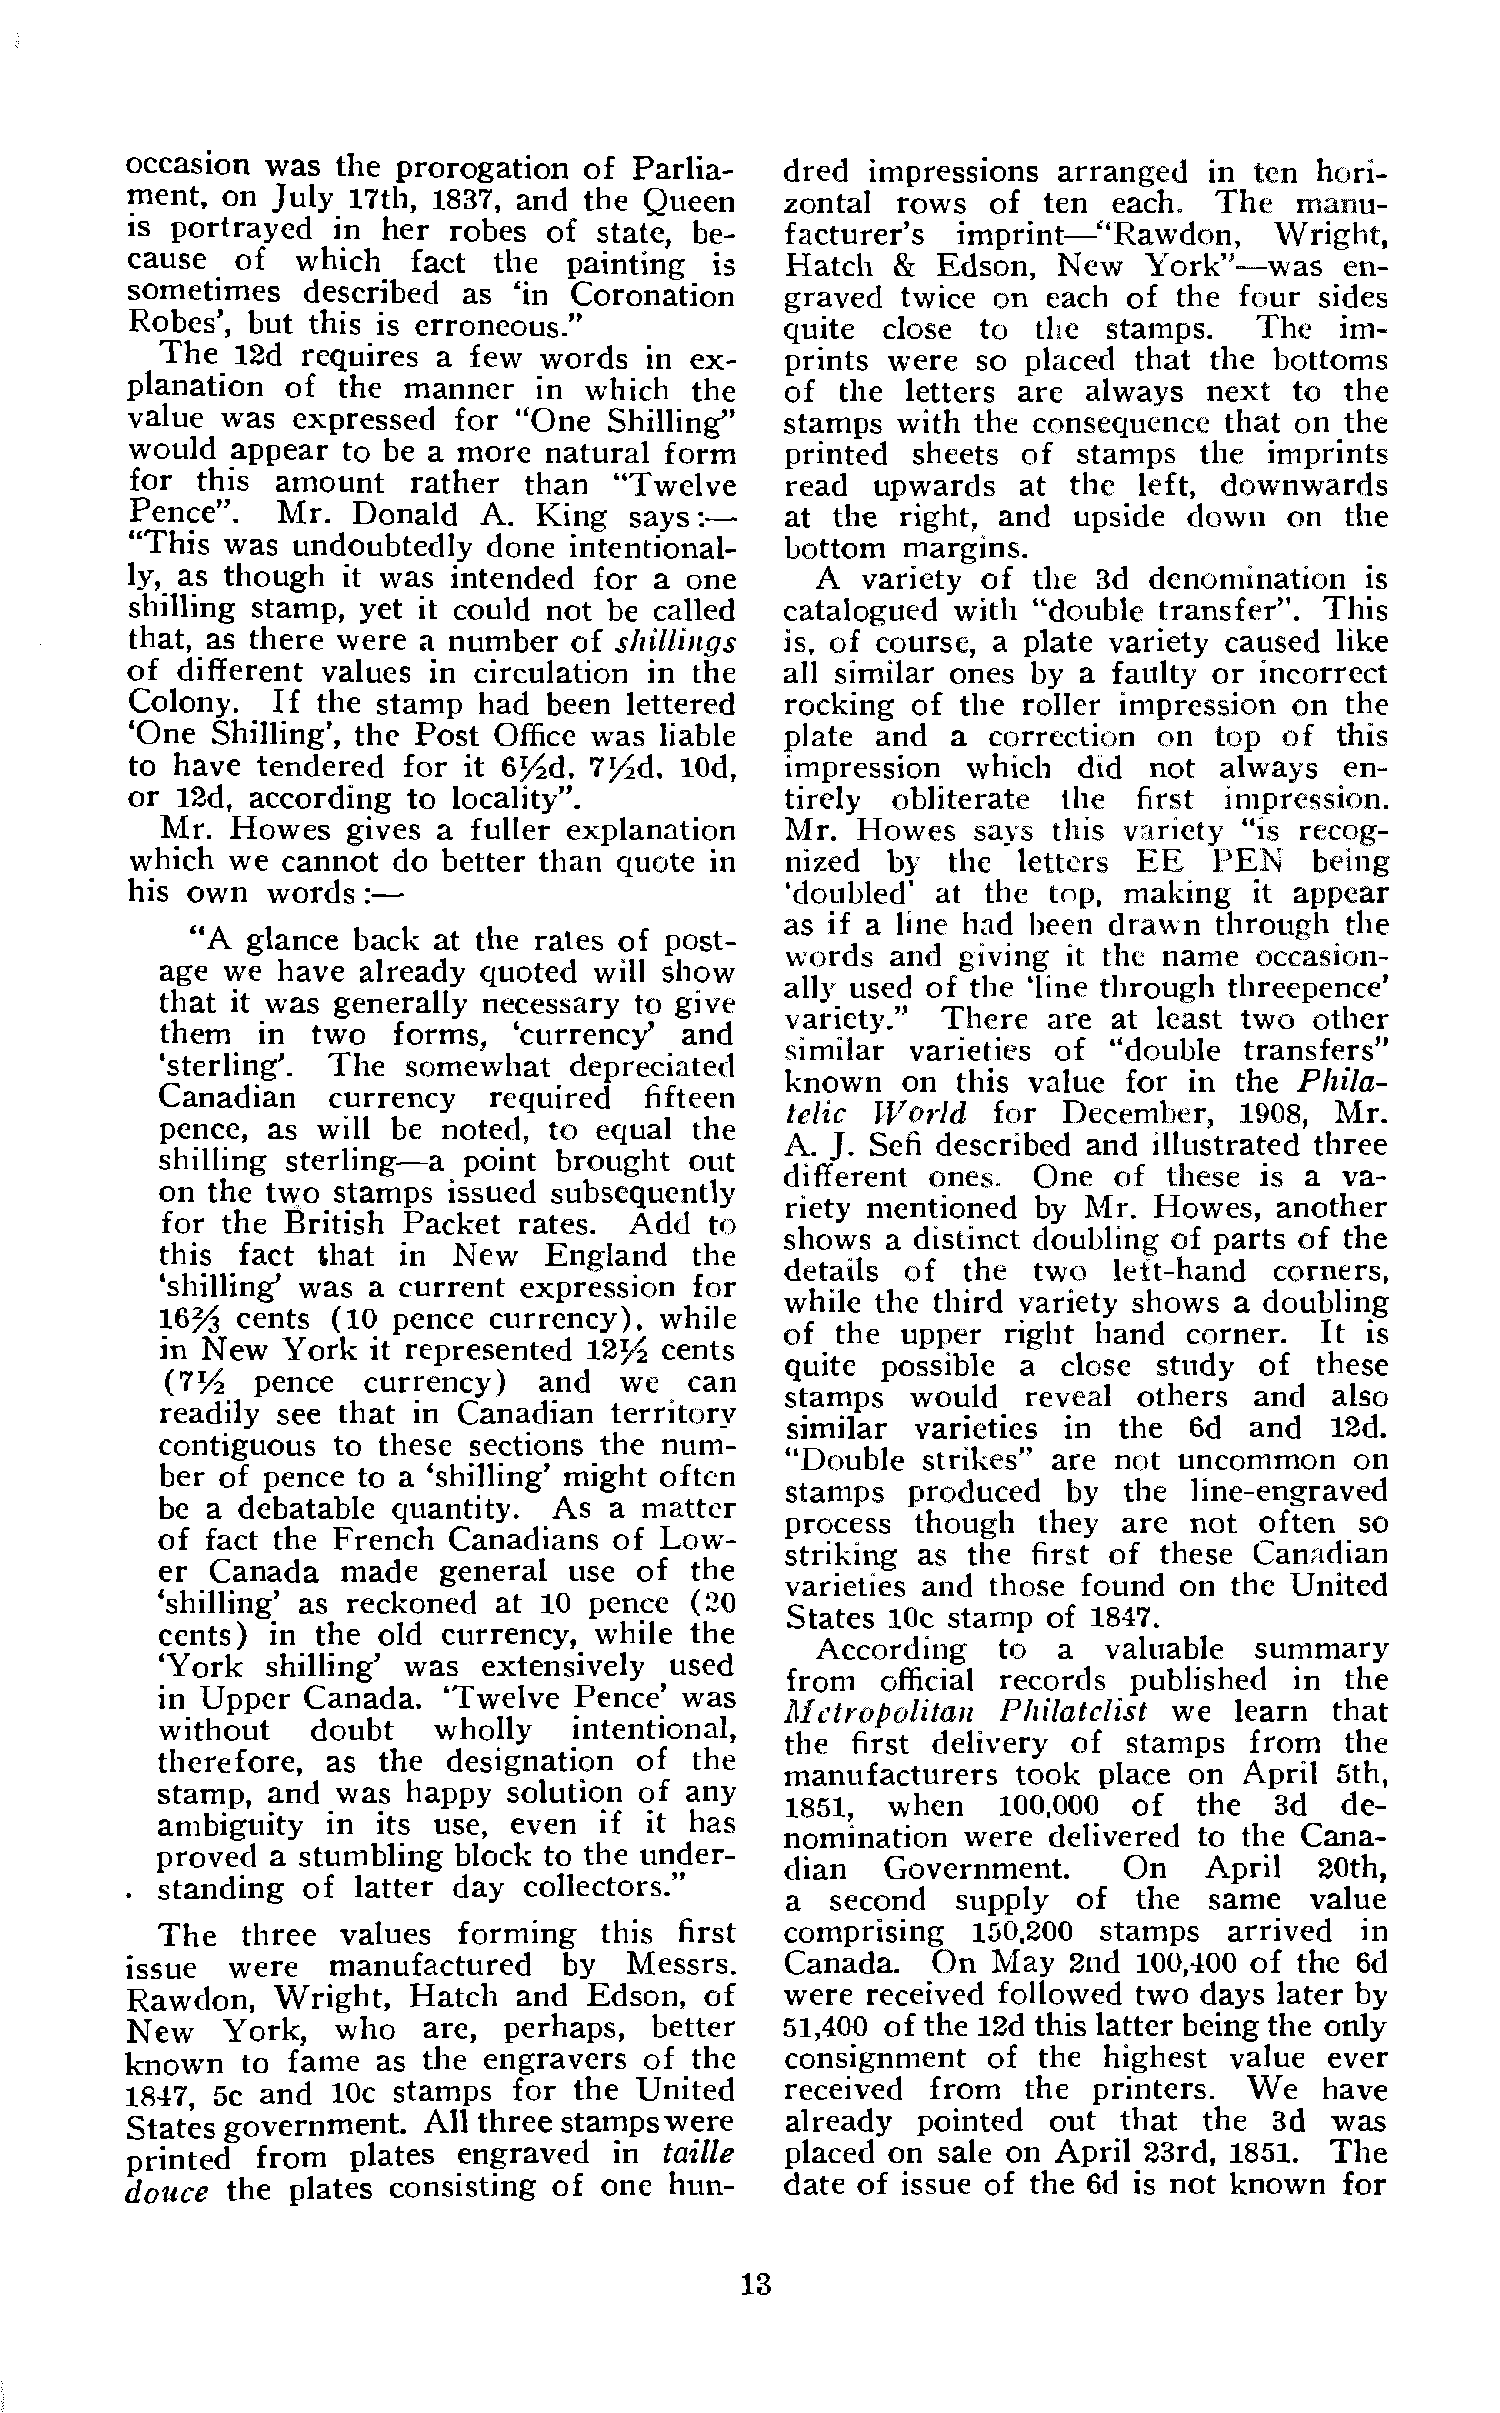 occasion was the prorogation of Parlia-
ment, on July 17th, 1837, and the Queen
is portrayed in her robes of state, be-
cause of which fact the painting is
sometimes described as ‘in Coronation
Robes’, but this is erroneous.”
The 12d requires a few words in ex-
planation of the manner in which the
value was expressed for “One Shilling”
would appear to be a more natural form
for this amount rather than “Twelve
Pence”. Mr. Donald A. King says:—
“This was undoubtedly done intentional-
ly, as though it was intended for a one
shilling stamp, yet it could not be called
that, as there were a number of shillings
of different values in circulation in the
Colony. If the stamp had been lettered
‘One Shilling’, the Post Office was liable
to have tendered for it 6½d, 7½d. 10d,
or 12d, according to locality”.
Mr. Howes gives a fuller explanation
which we cannot do better than quote in
his own words:—
“A glance back at the rates of post-
age we have already quoted will show
that it was generally necessary to give
them in two forms, ‘currency’ and
‘sterling’. The somewhat depreciated
Canadian currency required fifteen
pence, as will be noted, to equal the
shilling sterling—a point brought out
on the two stamps issued subsequently
for the British Packet rates. Add to
this fact that in New England the
‘shilling’ was a current expression for
16⅔ cents (10 pence currency), while
in New York it represented 12½ cents
(7½ pence currency) and we can
readily see that in Canadian territory
contiguous to these sections the num-
ber of pence to a ‘shilling’ might often
be a debatable quantity. As a matter
of fact the French Canadians of Low-
er Canada made general use of the
‘shilling’ as reckoned at 10 pence (20
cents) in the old currency, while the
‘York shilling’ was extensively used
in Upper Canada. ‘Twelve Pence’ was
without doubt wholly intentional,
therefore, as the designation of the
stamp, and was happy solution of any
ambiguity in its use, even if it has
proved a stumbling block to the under-
. standing of latter day collectors.”
The three values forming this first
issue were manufactured by Messrs.
Rawdon, Wright, Hatch and Edson, of
New York, who are, perhaps, better
known to fame as the engravers of the
1847, 5c and 10c stamps for the United
States government. All three stamps were
printed from plates engraved in taille
douce the plates consisting of one hun-
dred impressions arranged in ten hori-
zontal rows of ten each. The manu-
facturer’s imprint—“Rawdon, Wright,
Hatch & Edson, New York”—was en-
graved twice on each of the four sides
quite close to the stamps. The im-
prints were so placed that the bottoms
of the letters are always next to the
stamps with the consequence that on the
printed sheets of stamps the imprints
read upwards at the left, downwards
at the right, and upside down on the
bottom margins.
A variety of the 3d denomination is
catalogued with “double transfer”. This
is, of course, a plate variety caused like
all similar ones by a faulty or incorrect
rocking of the roller impression on the
plate and a correction on top of this
impression which did not always en-
tirely obliterate the first impression.
Mr. Howes says this variety “is recog-
nized by the letters EE PEN being
‘doubled’ at the top, making it appear
as if a line had been drawn through the
words and giving it the name occasion-
ally used of the ‘line through threepence’
variety.” There are at least two other
similar varieties of “double transfers”
known on this value for in the Phila-
telic World for December, 1908, Mr.
A. J. Sefi described and illustrated three
different ones. One of these is a va-
riety mentioned by Mr. Howes, another
shows a distinct doubling of parts of the
details of the two left-hand corners,
while the third variety shows a doubling
of the upper right hand corner. It is
quite possible a close study of these
stamps would reveal others and also
similar varieties in the 6d and 12d.
“Double strikes” are not uncommon on
stamps produced by the line-engraved
process though they are not often so
striking as the first of these Canadian
varieties and those found on the United
States 10c stamp of 1847.
According to a valuable summary
from official records published in the
Metropolitan Philatelist we learn that
the first delivery of stamps from the
manufacturers took place on April 5th,
1851, when 100,000 of the 3d de-
nomination were delivered to the Cana-
dian Government. On April 20th,
a second supply of the same value
comprising 150,200 stamps arrived in
Canada. On May 2nd 100,400 of the 6d
were received followed two days later by
51,400 of the 12d this latter being the only
consignment of the highest value ever
received from the printers. We have
already pointed out that the 3d was
placed on sale on April 23rd, 1851. The
date of issue of the 6d is not known for
13